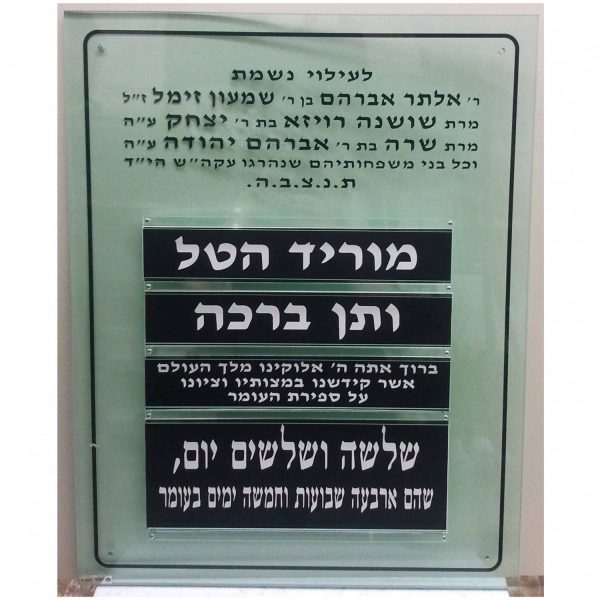 לעילוי נשמת
ר׳ אלתר אברהם בן ר׳ שמעון זימל ז״ל
מרת שושנה רויזא בת ר׳ יצחק ע״ה
מרת שרה בת ר׳ אברהם יהודה ע״ה
וכל בני משפחותיהם שנהרגו עקה״ש הי״ד
ת.נ.צ.ב.ה.
מוריד הטל
ותן ברכה
ברוך אתה ה׳ אלוקינו מלך העולם
אשר קידשנו במצותיו וציונו
על ספירת העומר
שלשה ושלשים יום,
שהם ארבעה שבועות וחמשה ימים בעומר